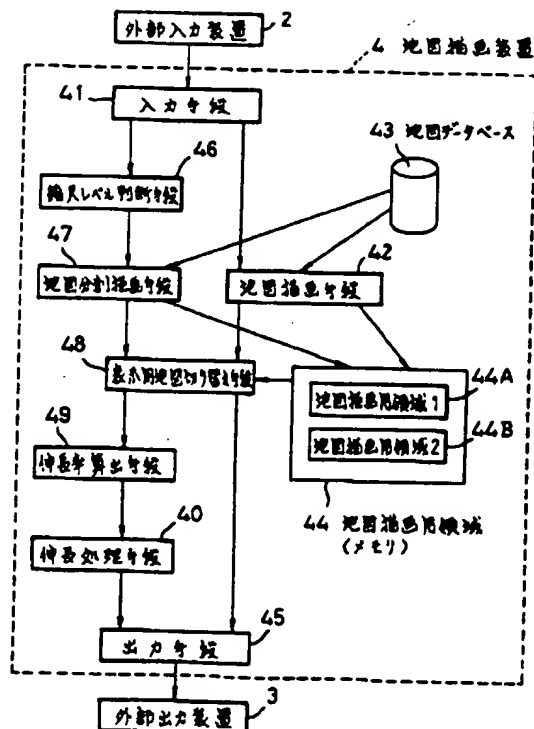 外部入力装置
2
4 地図描画装置
41
入力手段
46
縮尺レベル判断手段
43 地図データベース
47
地図分割描画手段
42
地図描画手段
48
表示用地図切り替え手段
44A
地図描画用領域1
44B
地図描画用領域2
49
伸長率算出手段
44 地図描画用領域
(メモリ)
40
伸長処理手段
45
出力手段
3
外部出力装置